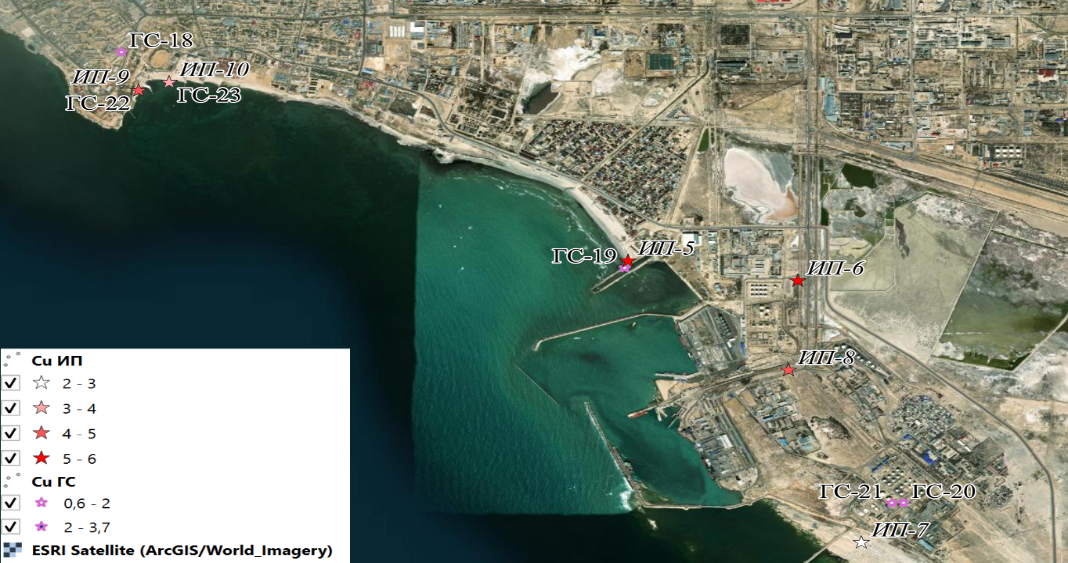 ГС-18
ИП-9
ИП-10
ГС-22
ГС-23
ГС-19
ИП-5
ИП-6
ИП-8
ГС-21
ГС-20
ИП-7
Cu ИП
2 - 3
3 - 4
4 - 5
5 - 6
Cu ГС
0,6 - 2
2 - 3,7
ESRI Satellite (ArcGIS/World_Imagery)